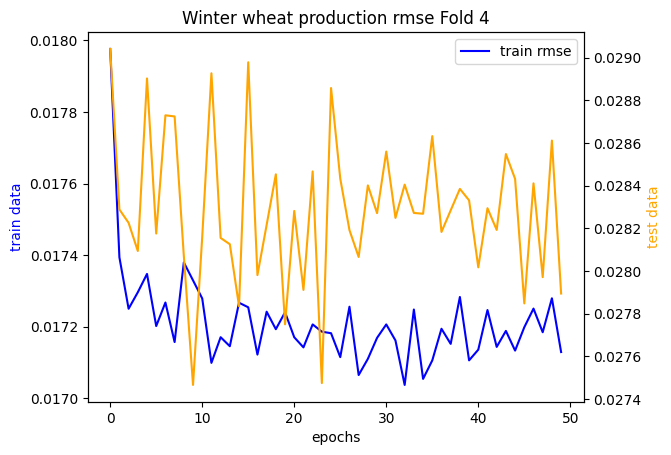 Winter wheat production rmse Fold 4
train rmse
0.0180
0.0178
0.0176
0.0174
0.0172
0.0170
train data
0.0290
0.0288
0.0286
0.0284
0.0282
0.0280
0.0278
0.0276
0.0274
test data
0 10 20 30 40 50
epochs